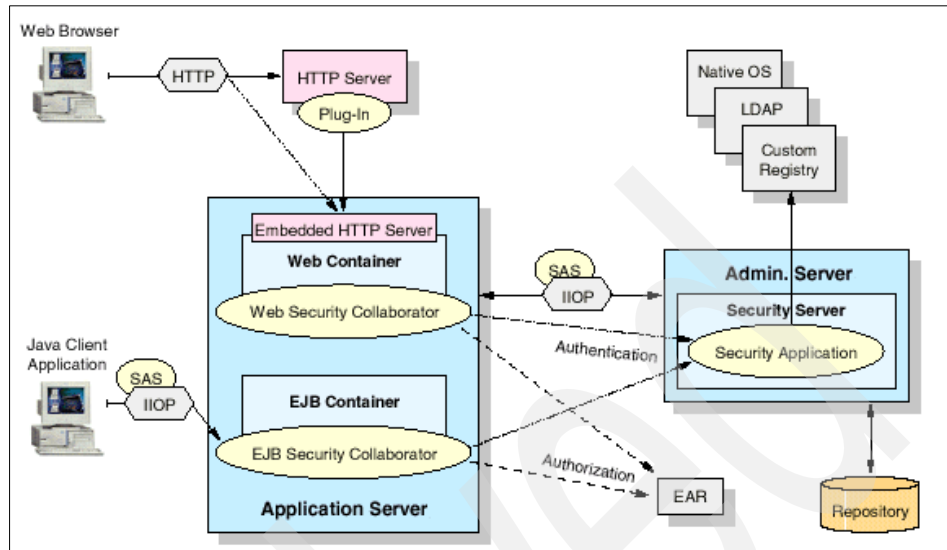 Web Browser
HTTP
HTTP Server
Plug-In
Native OS
LDAP
Custom
Registry
Embedded HTTP Server
Web Container
Web Security Collaborator
SAS
IIOP
Admin. Server
Security Server
Security Application
Authentication
Java Client
Application
SAS
IIOP
EJB Container
EJB Security Collaborator
Authorization
Application Server
EAR
Repository